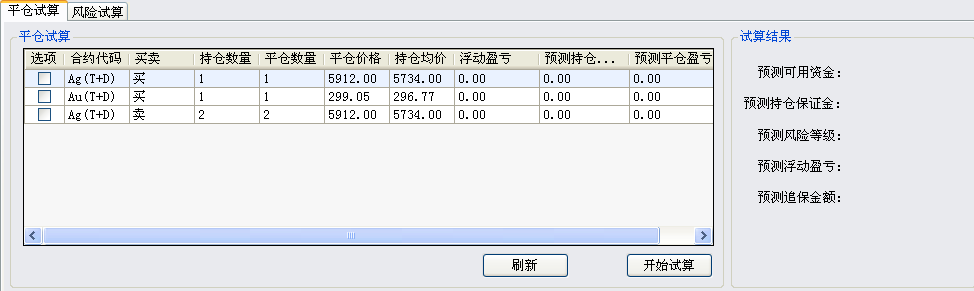 平仓试算 风险试算
平仓试算
选项 合约代码 买卖 持仓数量 平仓数量 平仓价格 持仓均价 浮动盈亏 预测持仓... 预测平仓盈亏
Ag(T+D) 买 1 1 5912.00 5734.00 0.00 0.00 0.00
Au(T+D) 买 1 1 299.05 296.77 0.00 0.00 0.00
Ag(T+D) 卖 2 2 5912.00 5734.00 0.00 0.00 0.00
刷新 开始试算
试算结果
预测可用资金:
预测持仓保证金:
预测风险等级:
预测浮动盈亏:
预测追保金额: